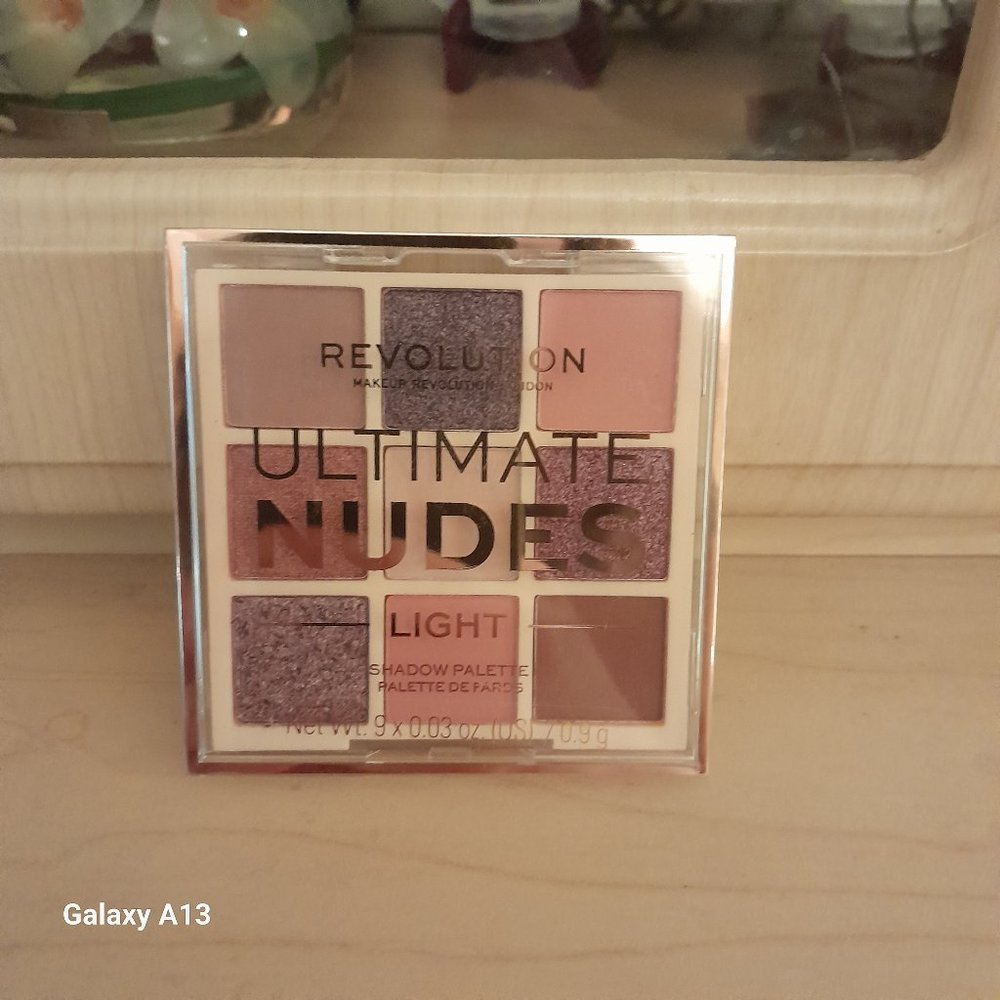 REVOLUTION
MAKEUP REVOLUTION LONDON
ULTIMATE
NUDES
LIGHT
SHADOW PALETTE
PALETTE DE FARDS
Net Wt. 9 x 0.03 oz. (US) / 0.9 g
Galaxy A13